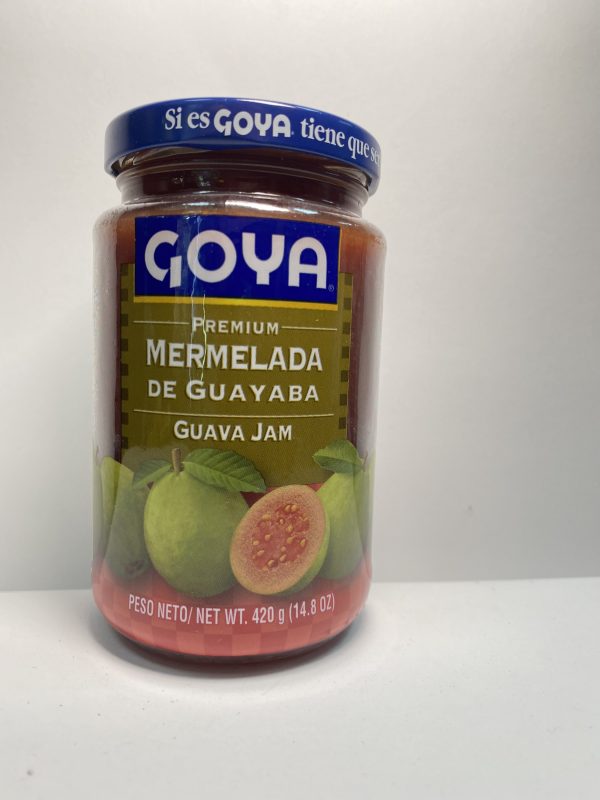 Si es GOYA tiene que
GOYA
PREMIUM
MERMELADA
DE GUAYABA
GUAVA JAM
PESO NETO/ NET WT. 420 g (14.8 OZ)